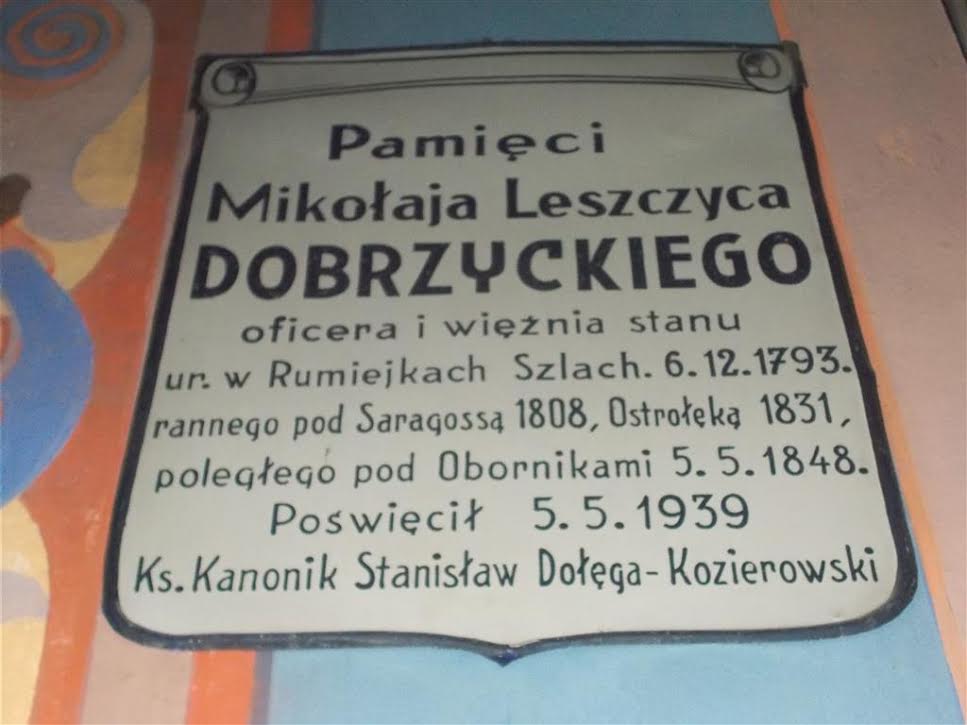 Pamięci
Mikołaja Leszczyca
DOBRZYCKIEGO
oficera i więźnia stanu
ur. w Rumiejkach Szlach. 6.12.1793.
rannego pod Saragossą 1808, Ostrołęką 1831,
poległego pod Obornikami 5.5.1848.
Poświęcił 5.5.1939
Ks. Kanonik Stanisław Dołęga-Kozierowski